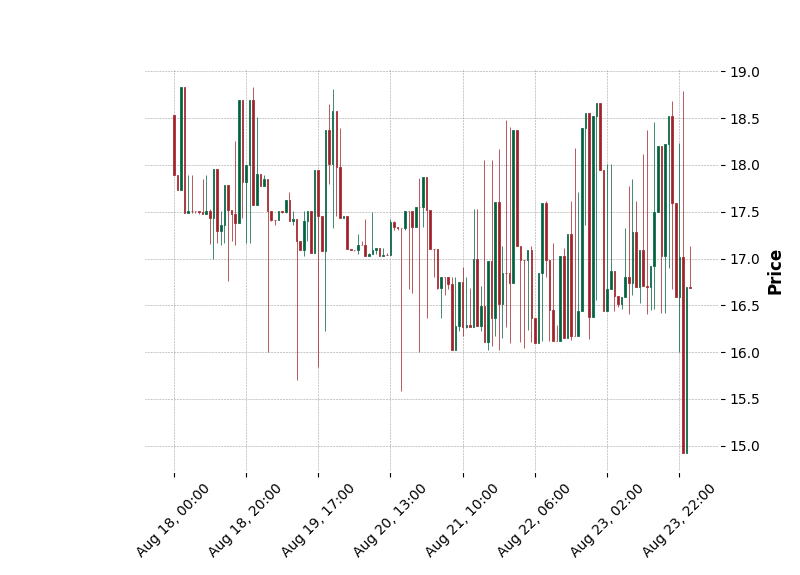 19.0
18.5
18.0
17.5
17.0
16.5
16.0
15.5
15.0
Price
Aug 18, 00:00
Aug 18, 20:00
Aug 19, 17:00
Aug 20, 13:00
Aug 21, 10:00
Aug 22, 06:00
Aug 23, 02:00
Aug 23, 22:00